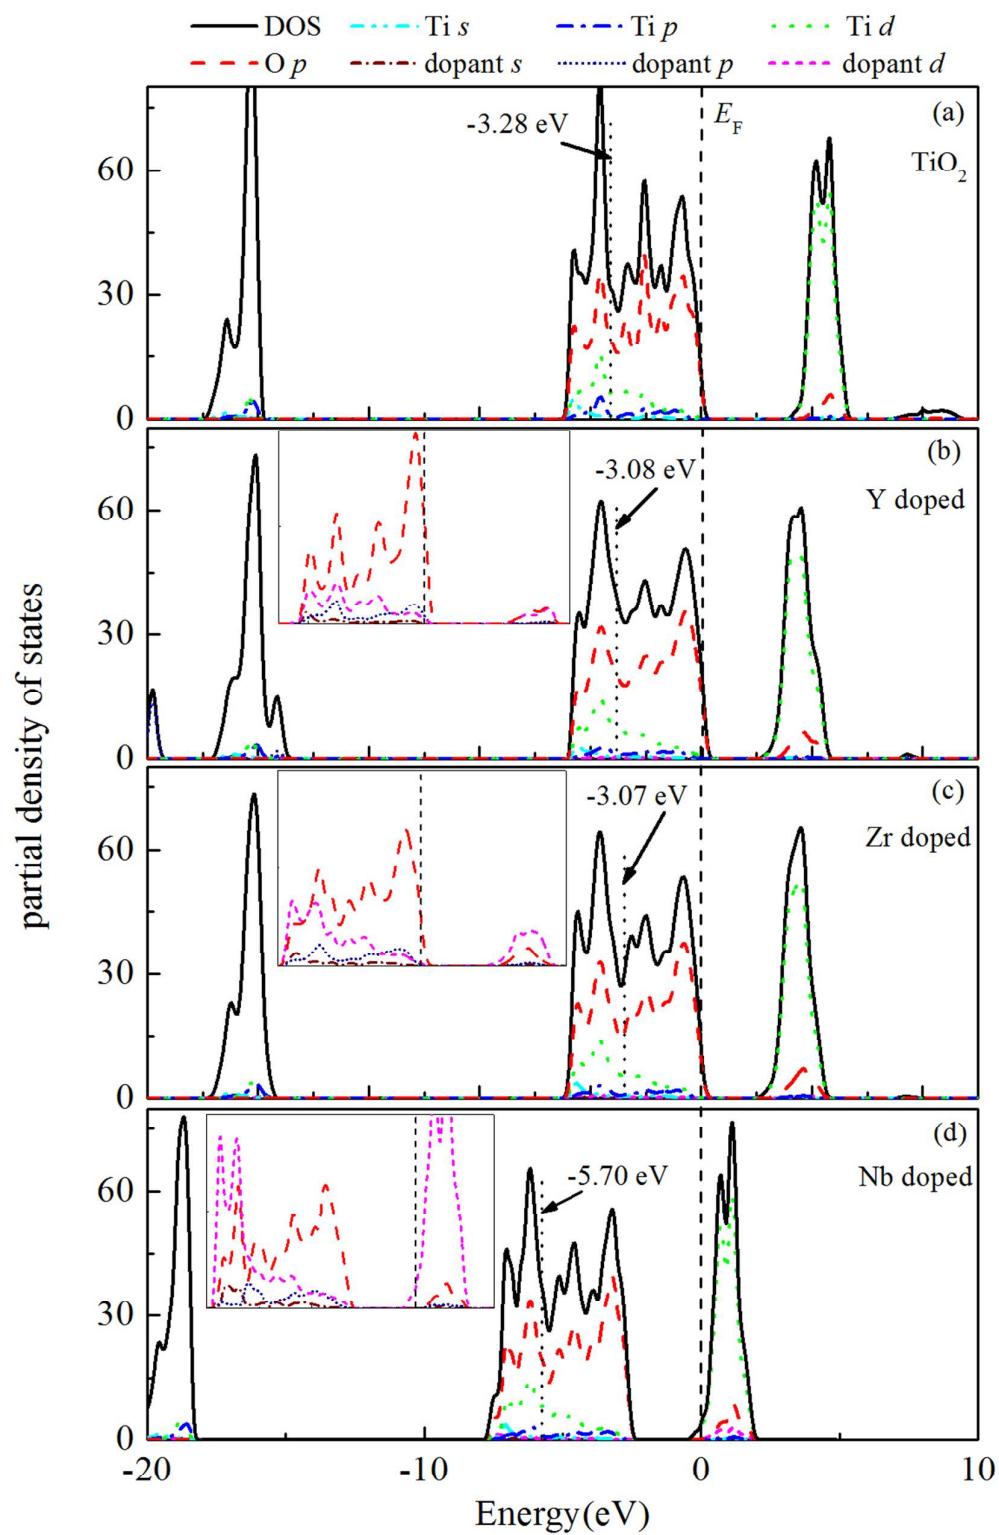 DOS Ti s Ti p Ti d
O p dopant s dopant p dopant d
(a)
-3.28 eV
E_F
TiO₂
60
30
0
(b)
-3.08 eV
Y doped
60
30
0
(c)
-3.07 eV
Zr doped
60
30
0
(d)
-5.70 eV
Nb doped
60
30
0
-20 -10 0 10
Energy(eV)
partial density of states